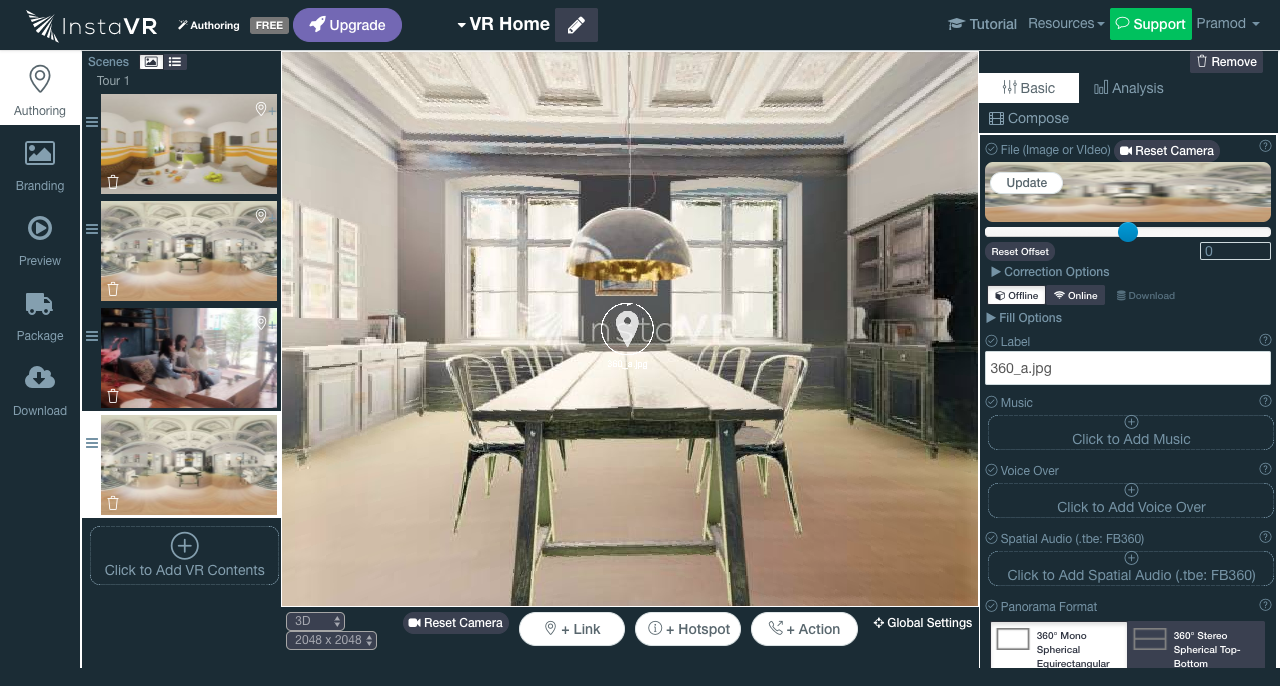 InstaVR
Authoring
FREE
Upgrade
VR Home
Tutorial
Resources
Support
Pramod
Authoring
Branding
Preview
Package
Download
Scenes
Tour 1
Click to Add VR Contents
InstaVR
360_a.jpg
3D
2048 x 2048
Reset Camera
+ Link
+ Hotspot
+ Action
Global Settings
Remove
Basic
Analysis
Compose
File (Image or VIdeo)
Reset Camera
Update
Reset Offset
0
Correction Options
Offline
Online
Download
Fill Options
Label
360_a.jpg
Music
Click to Add Music
Voice Over
Click to Add Voice Over
Spatial Audio (.tbe: FB360)
Click to Add Spatial Audio (.tbe: FB360)
Panorama Format
360° Mono
Spherical
Equirectangular
360° Stereo
Spherical Top-
Bottom